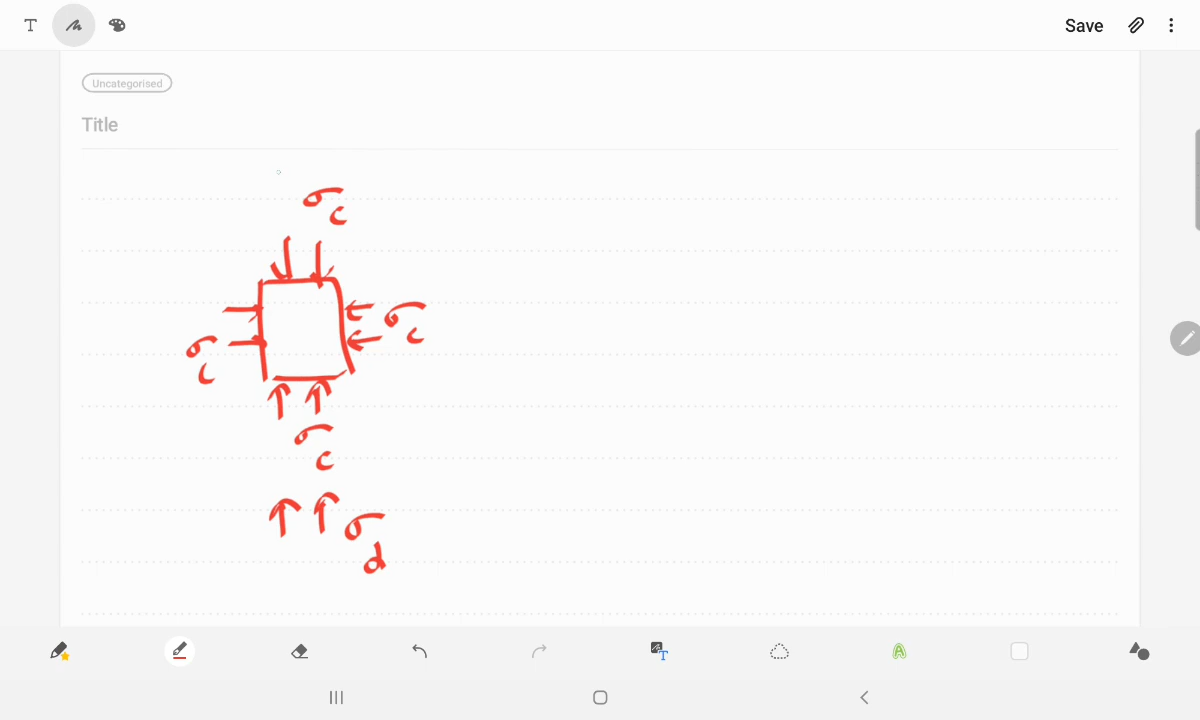 T
Save
Uncategorised
Title
σc
σc
σc
σc
σd
T
A